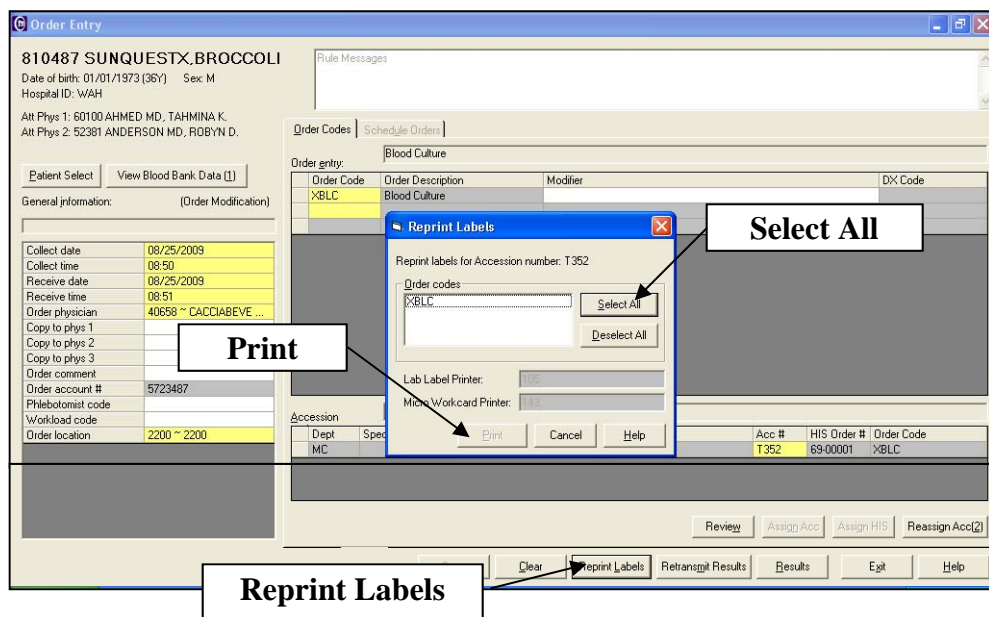 Order Entry
810487 SUNQUESTX,BROCCOLI
Date of birth: 01/01/1973 (36Y) Sex: M
Hospital ID: WAH
Att Phys 1: 60100 AHMED MD, TAHMINA K.
Att Phys 2: 52381 ANDERSON MD, ROBYN D.
Rule Messages
Patient Select View Blood Bank Data (1)
General information: (Order Modification)
Collect date 08/25/2009
Collect time 08:50
Receive date 08/25/2009
Receive time 08:51
Order physician 40658 ~ CACCIABEVE ...
Copy to phys 1
Copy to phys 2
Copy to phys 3
Order comment
Order account # 5723487
Phlebotomist code
Workload code
Order location 2200 ~ 2200
Order Codes Schedule Orders
Blood Culture
Order entry:
Order Code Order Description Modifier DX Code
XBLC Blood Culture
Reprint Labels
Reprint labels for Accession number: T352
Order codes
XBLC
Select All
Deselect All
Lab Label Printer: 105
Micro Workcard Printer: 143
Print Cancel Help
Select All
Print
Accession
Dept Spec Acc # HIS Order # Order Code
MC T352 69-00001 XBLC
Review Assign Acc Assign HIS Reassign Acc(2)
Clear Reprint Labels Retransmit Results Results Exit Help
Reprint Labels